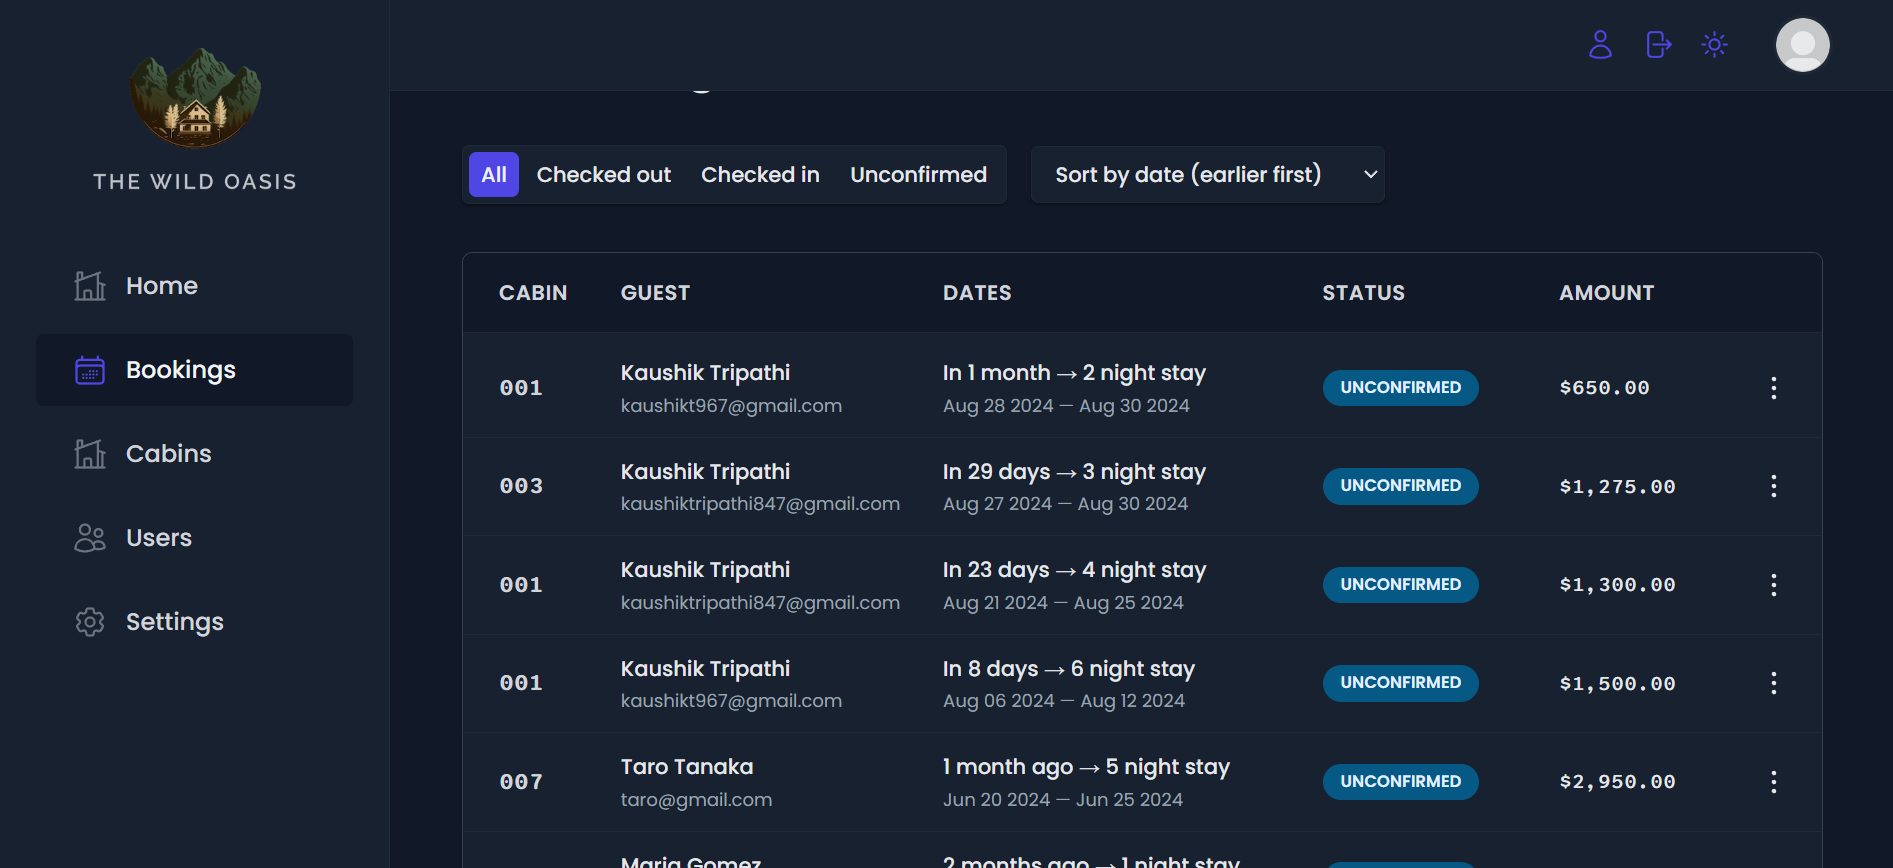 THE WILD OASIS
Home
Bookings
Cabins
Users
Settings
All Checked out Checked in Unconfirmed Sort by date (earlier first)
CABIN GUEST DATES STATUS AMOUNT
001 Kaushik Tripathi In 1 month → 2 night stay UNCONFIRMED $650.00
kaushikt967@gmail.com Aug 28 2024 — Aug 30 2024
003 Kaushik Tripathi In 29 days → 3 night stay UNCONFIRMED $1,275.00
kaushiktripathi847@gmail.com Aug 27 2024 — Aug 30 2024
001 Kaushik Tripathi In 23 days → 4 night stay UNCONFIRMED $1,300.00
kaushiktripathi847@gmail.com Aug 21 2024 — Aug 25 2024
001 Kaushik Tripathi In 8 days → 6 night stay UNCONFIRMED $1,500.00
kaushikt967@gmail.com Aug 06 2024 — Aug 12 2024
007 Taro Tanaka 1 month ago → 5 night stay UNCONFIRMED $2,950.00
taro@gmail.com Jun 20 2024 — Jun 25 2024
Maria Gomez 2 months ago → 1 night stay